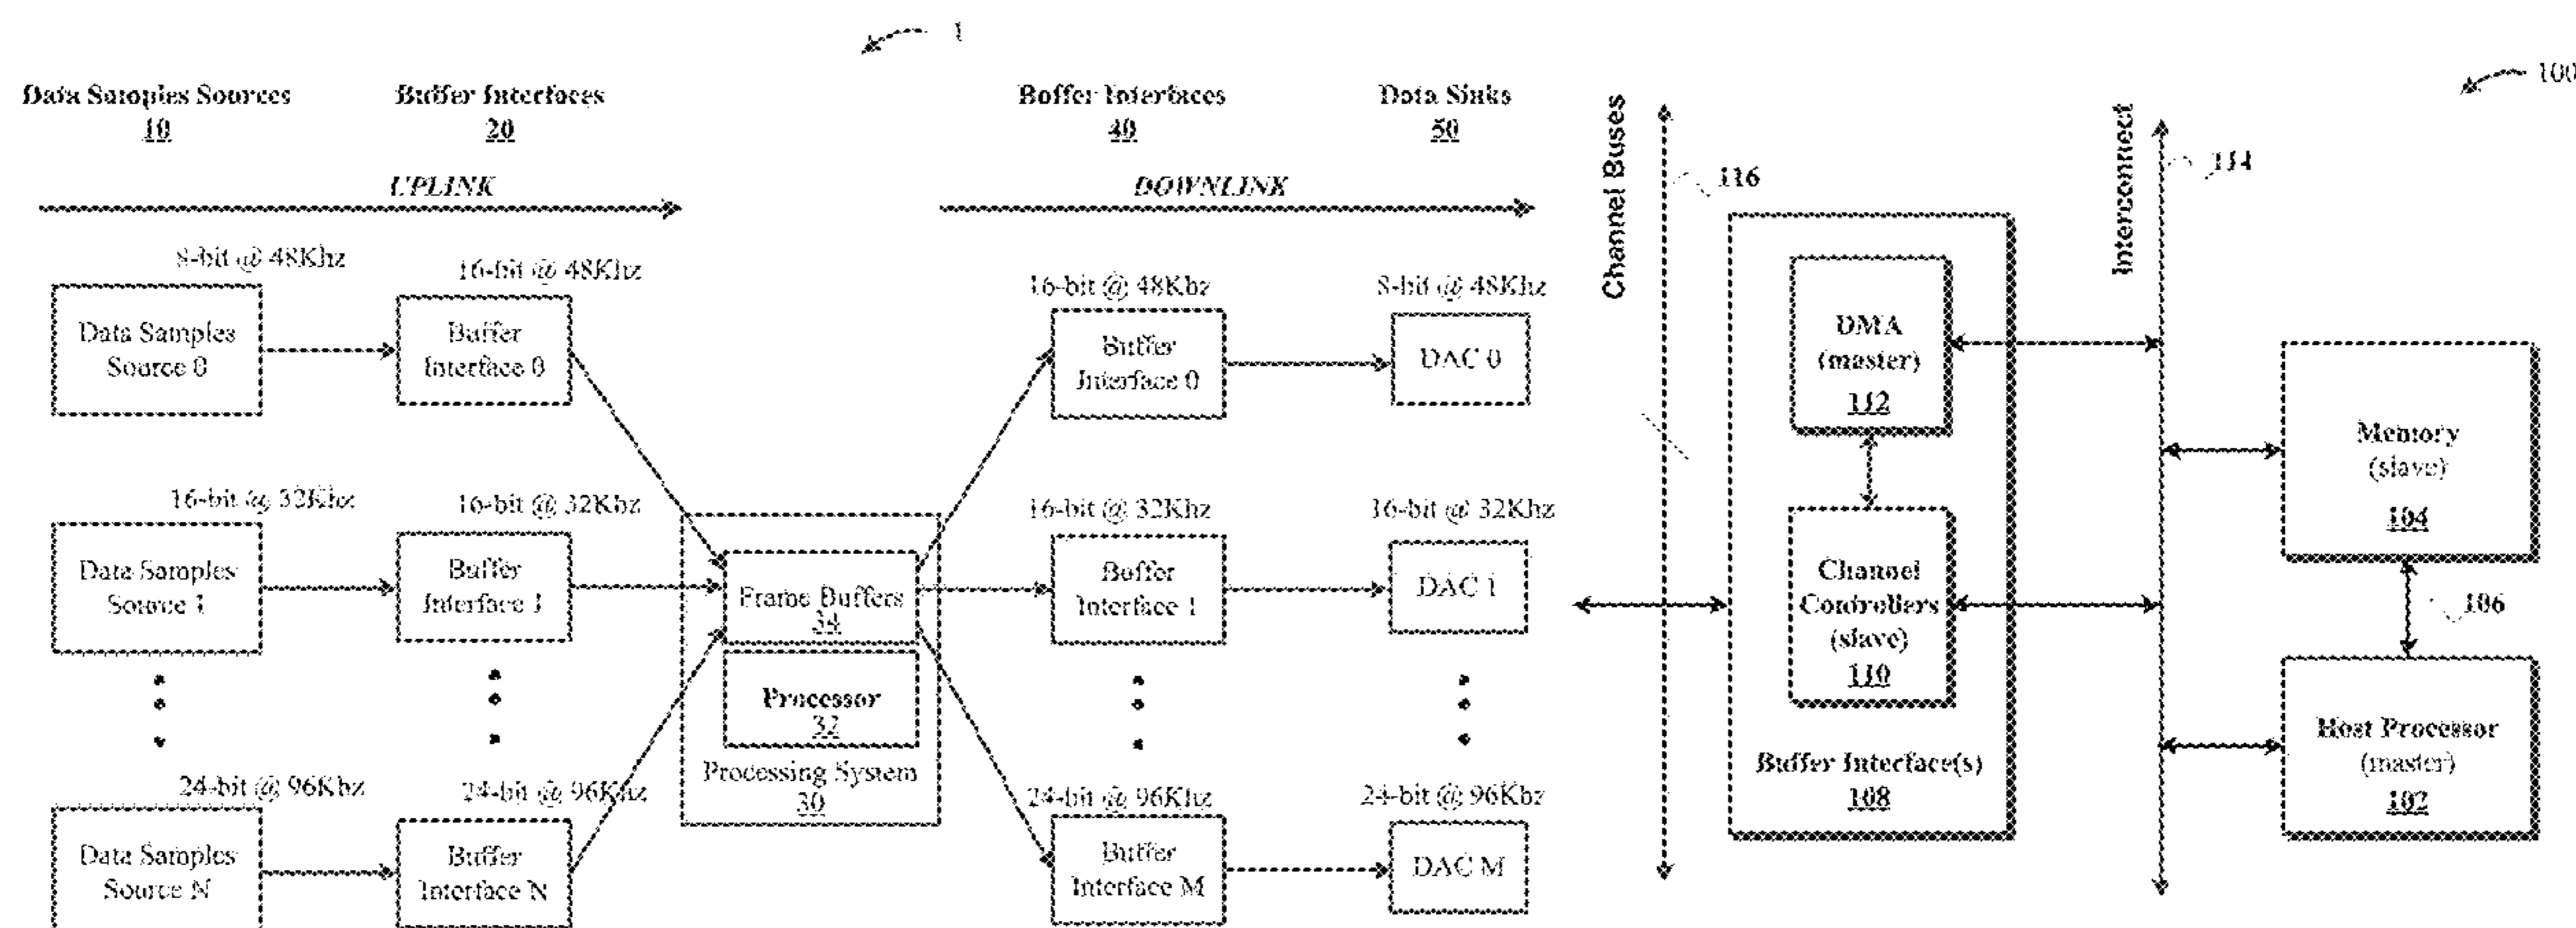 1
Data Samples Sources
10
Buffer Interfaces
20
UPLINK
Buffer Interfaces
40
Data Sinks
50
DOWNLINK
8-bit @ 48Khz
Data Samples
Source 0
16-bit @ 48Khz
Buffer
Interface 0
16-bit @ 48Khz
Buffer
Interface 0
8-bit @ 48Khz
DAC 0
16-bit @ 32Khz
Data Samples
Source 1
16-bit @ 32Khz
Buffer
Interface 1
Frame Buffers
34
Processor
32
Processing System
30
16-bit @ 32Khz
Buffer
Interface 1
16-bit @ 32Khz
DAC 1
24-bit @ 96Khz
Data Samples
Source N
24-bit @ 96Khz
Buffer
Interface N
24-bit @ 96Khz
Buffer
Interface M
24-bit @ 96Khz
DAC M
100
Channel Buses
116
DMA
(master)
112
Channel
Controllers
(slave)
110
Buffer Interface(s)
108
Interconnect
114
Memory
(slave)
104
106
Host Processor
(master)
102